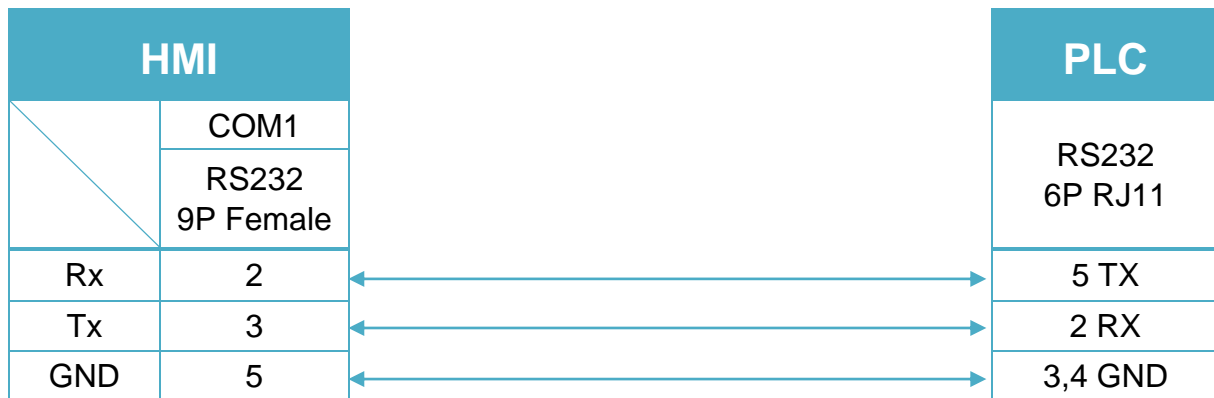 HMI
PLC
COM1
RS232
9P Female
RS232
6P RJ11
Rx 2 5 TX
Tx 3 2 RX
GND 5 3,4 GND